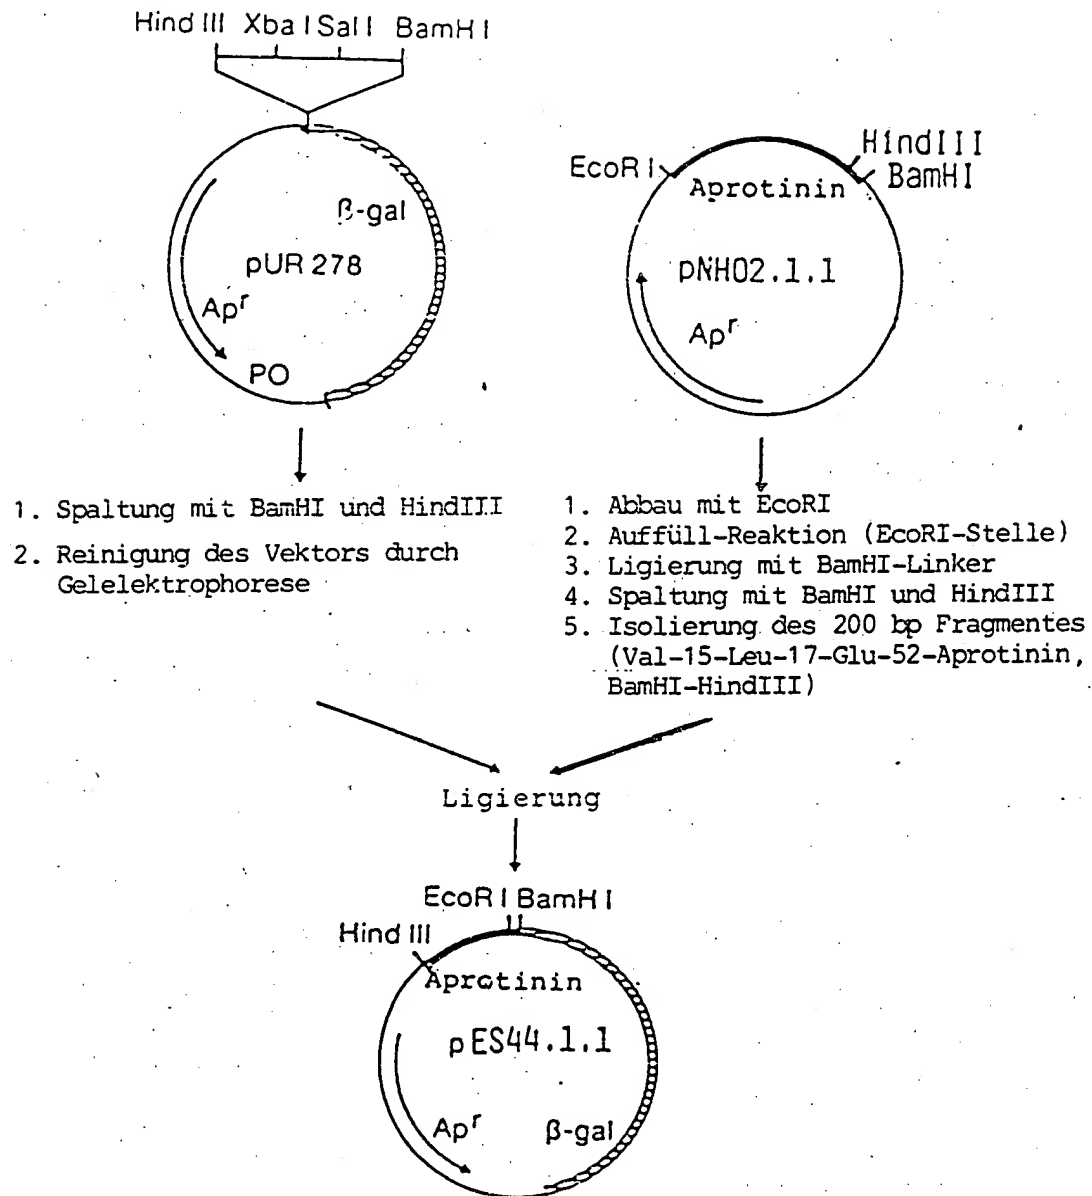 Hind III Xba I Sal I BamH I
β-gal
pUR 278
Apʳ
PO
EcoR I
HindIII
BamHI
Aprotinin
pNH02.1.1
Apʳ
1. Spaltung mit BamHI und HindIII
2. Reinigung des Vektors durch
Gelelektrophorese
1. Abbau mit EcoRI
2. Auffüll-Reaktion (EcoRI-Stelle)
3. Ligierung mit BamHI-Linker
4. Spaltung mit BamHI und HindIII
5. Isolierung des 200 bp Fragmentes
(Val-15-Leu-17-Glu-52-Aprotinin,
BamHI-HindIII)
Ligierung
EcoR I BamH I
Hind III
Aprotinin
pES44.1.1
Apʳ
β-gal